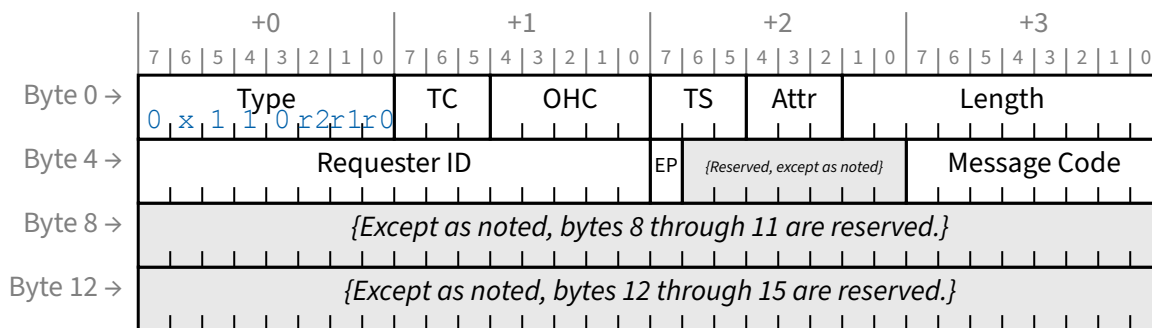 +0 +1 +2 +3
7 6 5 4 3 2 1 0 7 6 5 4 3 2 1 0 7 6 5 4 3 2 1 0 7 6 5 4 3 2 1 0
Byte 0 → Type TC OHC TS Attr Length
0 x 1 1 0 r2 r1 r0
Byte 4 → Requester ID EP {Reserved, except as noted} Message Code
Byte 8 → {Except as noted, bytes 8 through 11 are reserved.}
Byte 12 → {Except as noted, bytes 12 through 15 are reserved.}